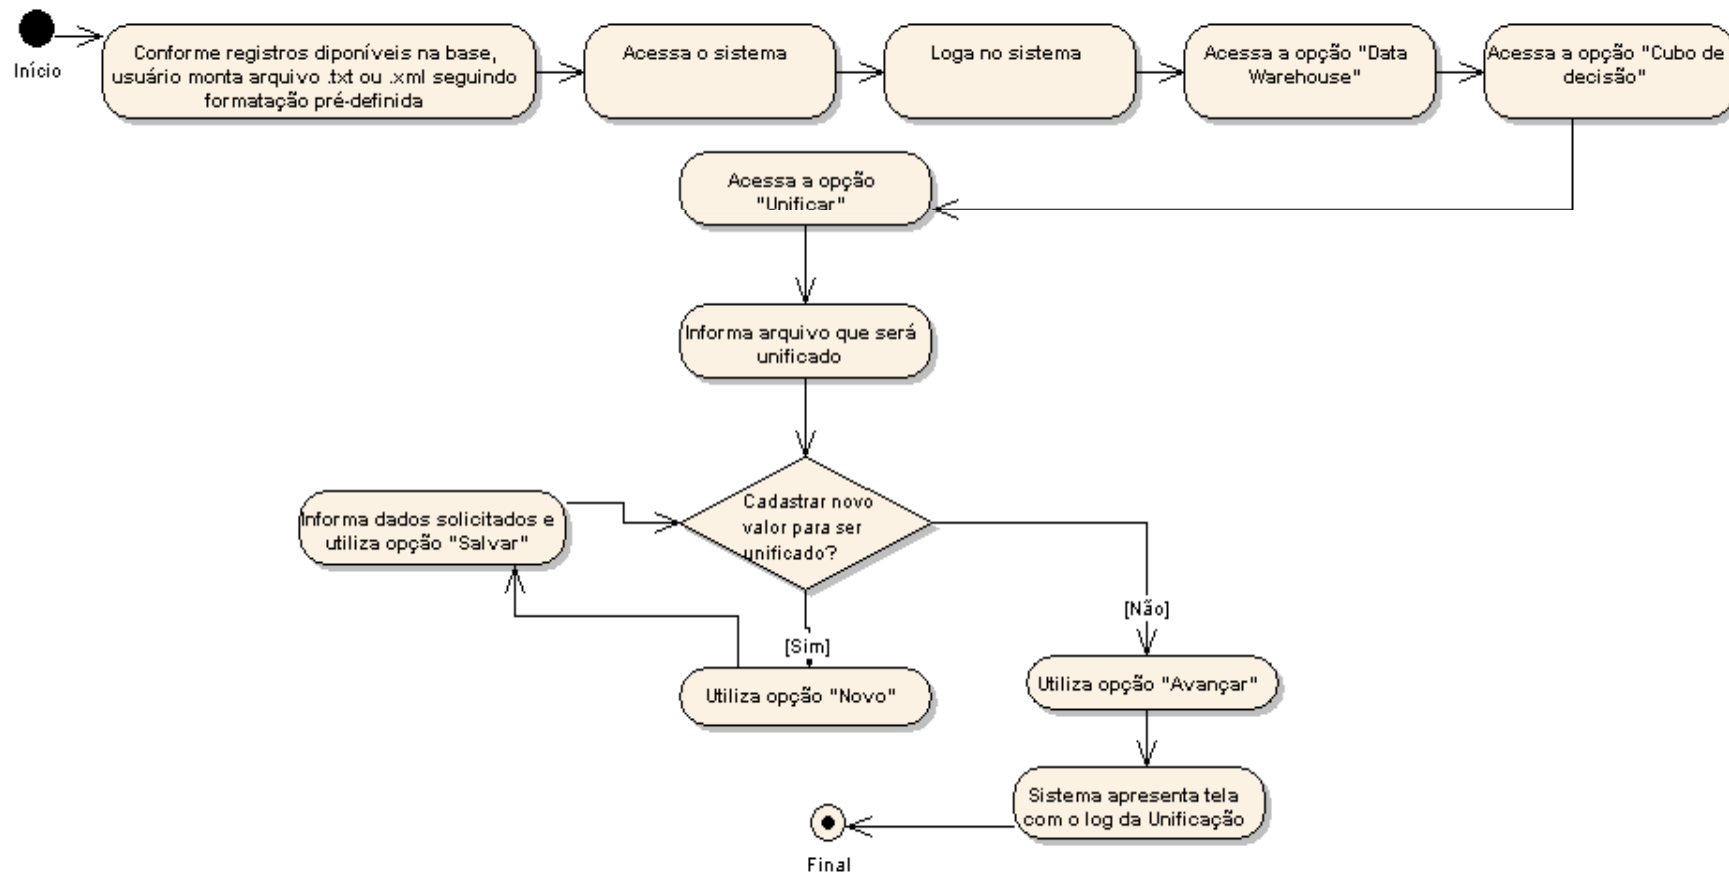 Início
Conforme registros diponíveis na base,
usuário monta arquivo .txt ou .xml seguindo
formatação pré-definida
Acessa o sistema
Loga no sistema
Acessa a opção "Data
Warehouse"
Acessa a opção "Cubo de
decisão"
Acessa a opção
"Unificar"
Informa arquivo que será
unificado
Cadastrar novo
valor para ser
unificado?
Informa dados solicitados e
utiliza opção "Salvar"
[Não]
[Sim]
Utiliza opção "Novo"
Utiliza opção "Avançar"
Sistema apresenta tela
com o log da Unificação
Final